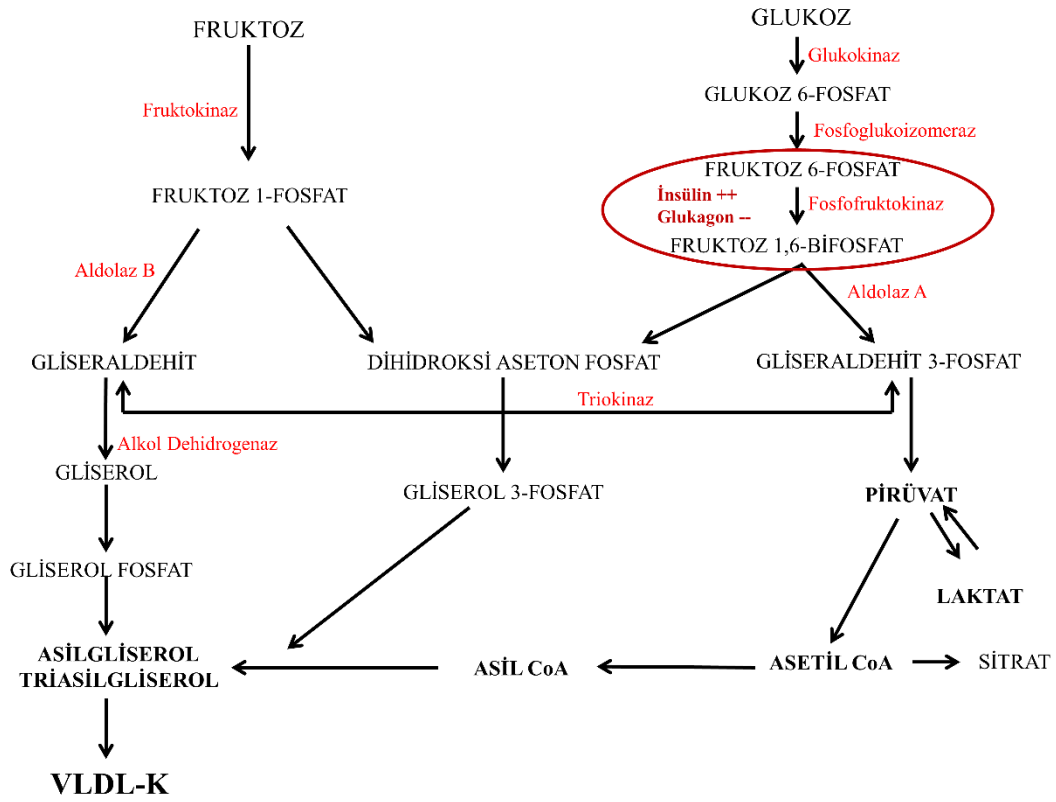 FRUKTOZ
GLUKOZ
Glukokinaz
GLUKOZ 6-FOSFAT
Fruktokinaz
Fosfoglukoizomeraz
FRUKTOZ 6-FOSFAT
FRUKTOZ 1-FOSFAT
İnsülin ++
Glukagon --
Fosfofruktokinaz
FRUKTOZ 1,6-BİFOSFAT
Aldolaz B
Aldolaz A
GLİSERALDEHİT
DİHİDROKSİ ASETON FOSFAT
GLİSERALDEHİT 3-FOSFAT
Triokinaz
Alkol Dehidrogenaz
GLİSEROL
GLİSEROL 3-FOSFAT
PİRÜVAT
GLİSEROL FOSFAT
LAKTAT
ASİLGLİSEROL
TRİASİLGLİSEROL
ASİL CoA
ASETİL CoA
SİTRAT
VLDL-K